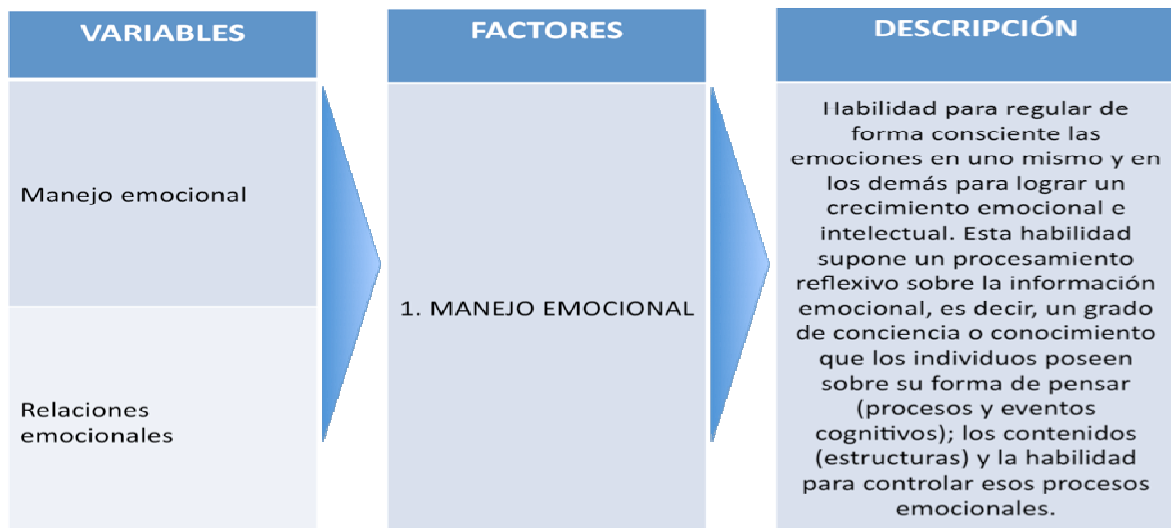 VARIABLES
Manejo emocional
Relaciones
emocionales
FACTORES
1. MANEJO EMOCIONAL
DESCRIPCIÓN
Habilidad para regular de
forma consciente las
emociones en uno mismo y en
los demás para lograr un
crecimiento emocional e
intelectual. Esta habilidad
supone un procesamiento
reflexivo sobre la información
emocional, es decir, un grado
de conciencia o conocimiento
que los individuos poseen
sobre su forma de pensar
(procesos y eventos
cognitivos); los contenidos
(estructuras) y la habilidad
para controlar esos procesos
emocionales.